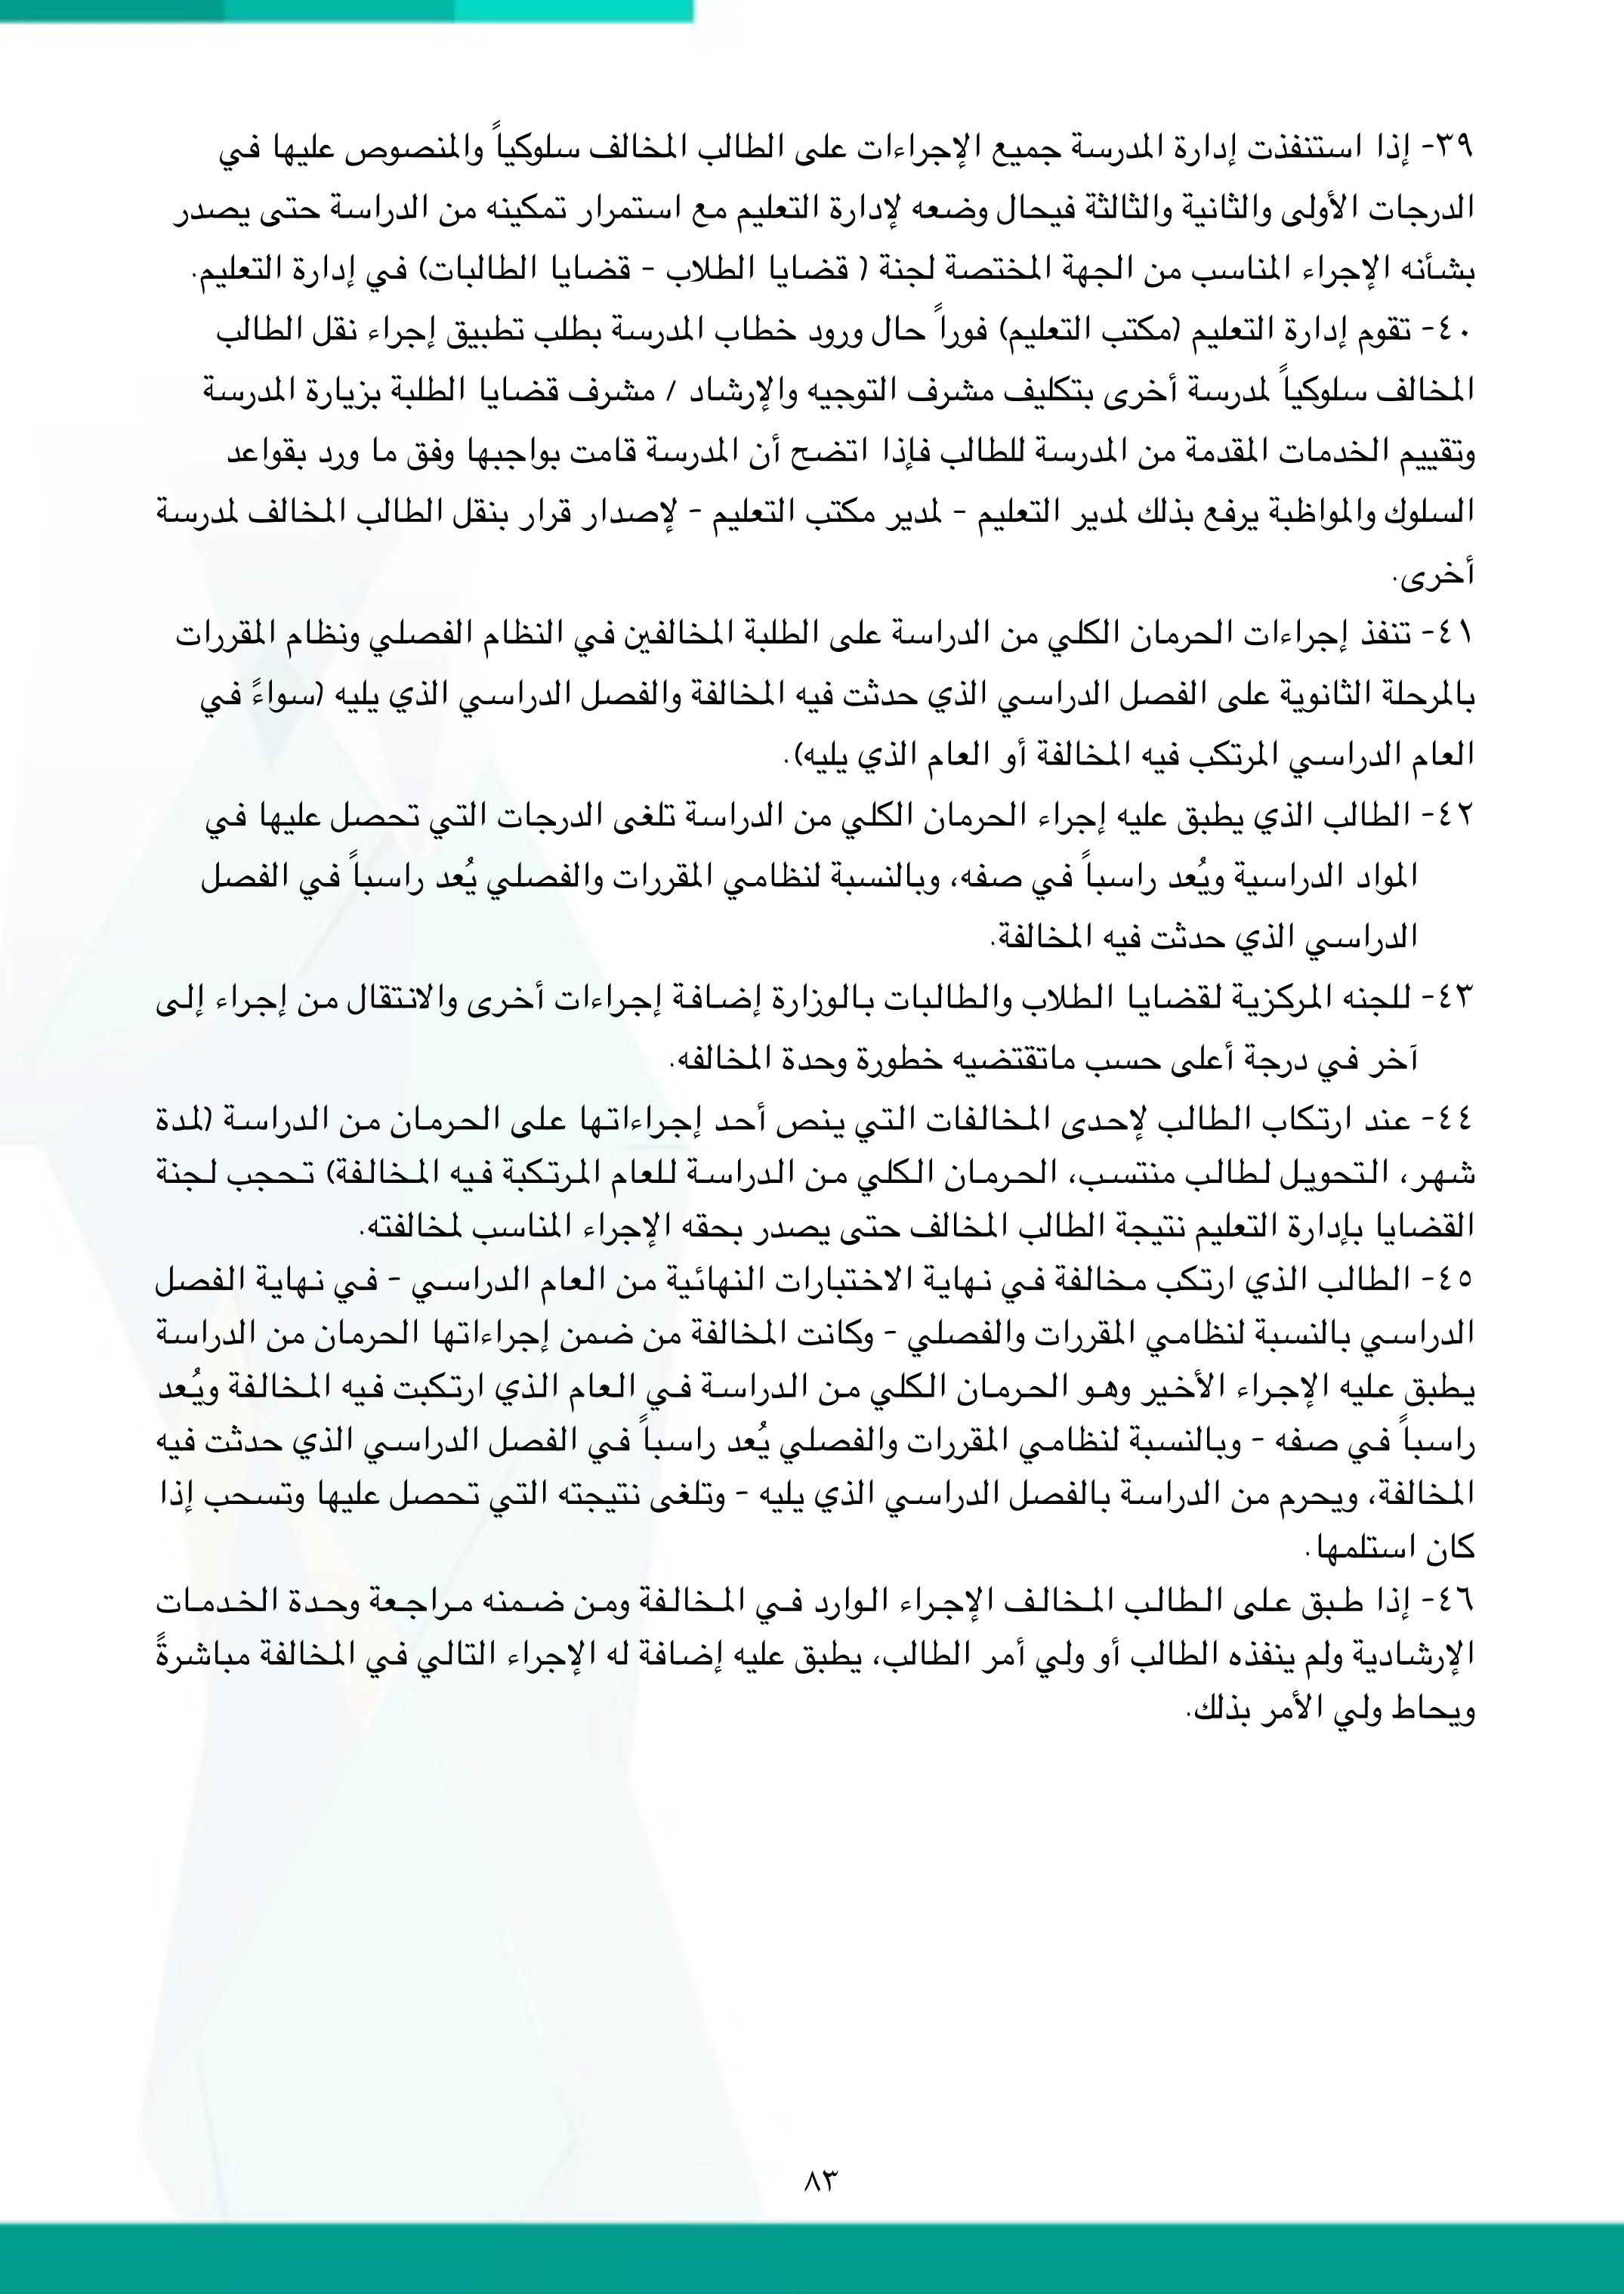 ٣٩- إذا استنفذت إدارة المدرسة جميع الإجراءات على الطالب المخالف سلوكياً والمنصوص عليها في
الدرجات الأولى والثانية والثالثة فيحال وضعه لإدارة التعليم مع استمرار تمكينه من الدراسة حتى يصدر
بشأنه الإجراء المناسب من الجهة المختصة لجنة ( قضايا الطلاب - قضايا الطالبات) في إدارة التعليم.
٤٠- تقوم إدارة التعليم (مكتب التعليم) فوراً حال ورود خطاب المدرسة بطلب تطبيق إجراء نقل الطالب
المخالف سلوكياً لمدرسة أخرى بتكليف مشرف التوجيه والإرشاد / مشرف قضايا الطلبة بزيارة المدرسة
وتقييم الخدمات المقدمة من المدرسة للطالب فإذا اتضح أن المدرسة قامت بواجبها وفق ما ورد بقواعد
السلوك والمواظبة يرفع بذلك لمدير التعليم - لمدير مكتب التعليم - لإصدار قرار بنقل الطالب المخالف لمدرسة
أخرى.
٤١- تنفذ إجراءات الحرمان الكلي من الدراسة على الطلبة المخالفين في النظام الفصلي ونظام المقررات
بالمرحلة الثانوية على الفصل الدراسي الذي حدثت فيه المخالفة والفصل الدراسي الذي يليه (سواءً في
العام الدراسي المرتكب فيه المخالفة أو العام الذي يليه).
٤٢- الطالب الذي يطبق عليه إجراء الحرمان الكلي من الدراسة تلغى الدرجات التي تحصل عليها في
المواد الدراسية ويُعد راسباً في صفه، وبالنسبة لنظامي المقررات والفصلي يُعد راسباً في الفصل
الدراسي الذي حدثت فيه المخالفة.
٤٣- للجنه المركزية لقضايا الطلاب والطالبات بالوزارة إضافة إجراءات أخرى والانتقال من إجراء إلى
آخر في درجة أعلى حسب ماتقتضيه خطورة وحدة المخالفه.
٤٤- عند ارتكاب الطالب لإحدى المخالفات التي ينص أحد إجراءاتها على الحرمان من الدراسة (لمدة
شهر، التحويل لطالب منتسب، الحرمان الكلي من الدراسة للعام المرتكبة فيه المخالفة) تحجب لجنة
القضايا بإدارة التعليم نتيجة الطالب المخالف حتى يصدر بحقه الإجراء المناسب لمخالفته.
٤٥- الطالب الذي ارتكب مخالفة في نهاية الاختبارات النهائية من العام الدراسي - في نهاية الفصل
الدراسي بالنسبة لنظامي المقررات والفصلي - وكانت المخالفة من ضمن إجراءاتها الحرمان من الدراسة
يطبق عليه الإجراء الأخير وهو الحرمان الكلي من الدراسة في العام الذي ارتكبت فيه المخالفة ويُعد
راسباً في صفه - وبالنسبة لنظامي المقررات والفصلي يُعد راسباً في الفصل الدراسي الذي حدثت فيه
المخالفة، ويحرم من الدراسة بالفصل الدراسي الذي يليه - وتلغى نتيجته التي تحصل عليها وتسحب إذا
كان استلمها.
٤٦- إذا طبق على الطالب المخالف الإجراء الوارد في المخالفة ومن ضمنه مراجعة وحدة الخدمات
الإرشادية ولم ينفذه الطالب أو ولي أمر الطالب، يطبق عليه إضافة له الإجراء التالي في المخالفة مباشرةً
ويحاط ولي الأمر بذلك.
٨٣